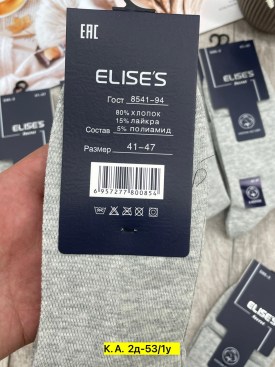 EAC
ELISE'S
Гост 8541-94
80% ХЛОПОК
15% лайкра
Состав 5% полиамид
Размер 41-47
6 957277 800854
ELISE'S
ELISE'S
К.А. 2д-53/1у